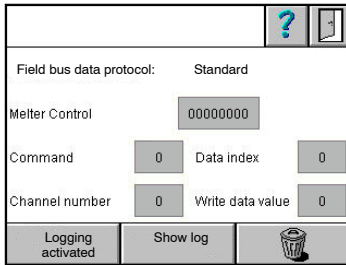 ?
Field bus data protocol: Standard
Melter Control 00000000
Command 0 Data index 0
Channel number 0 Write data value 0
Logging activated Show log